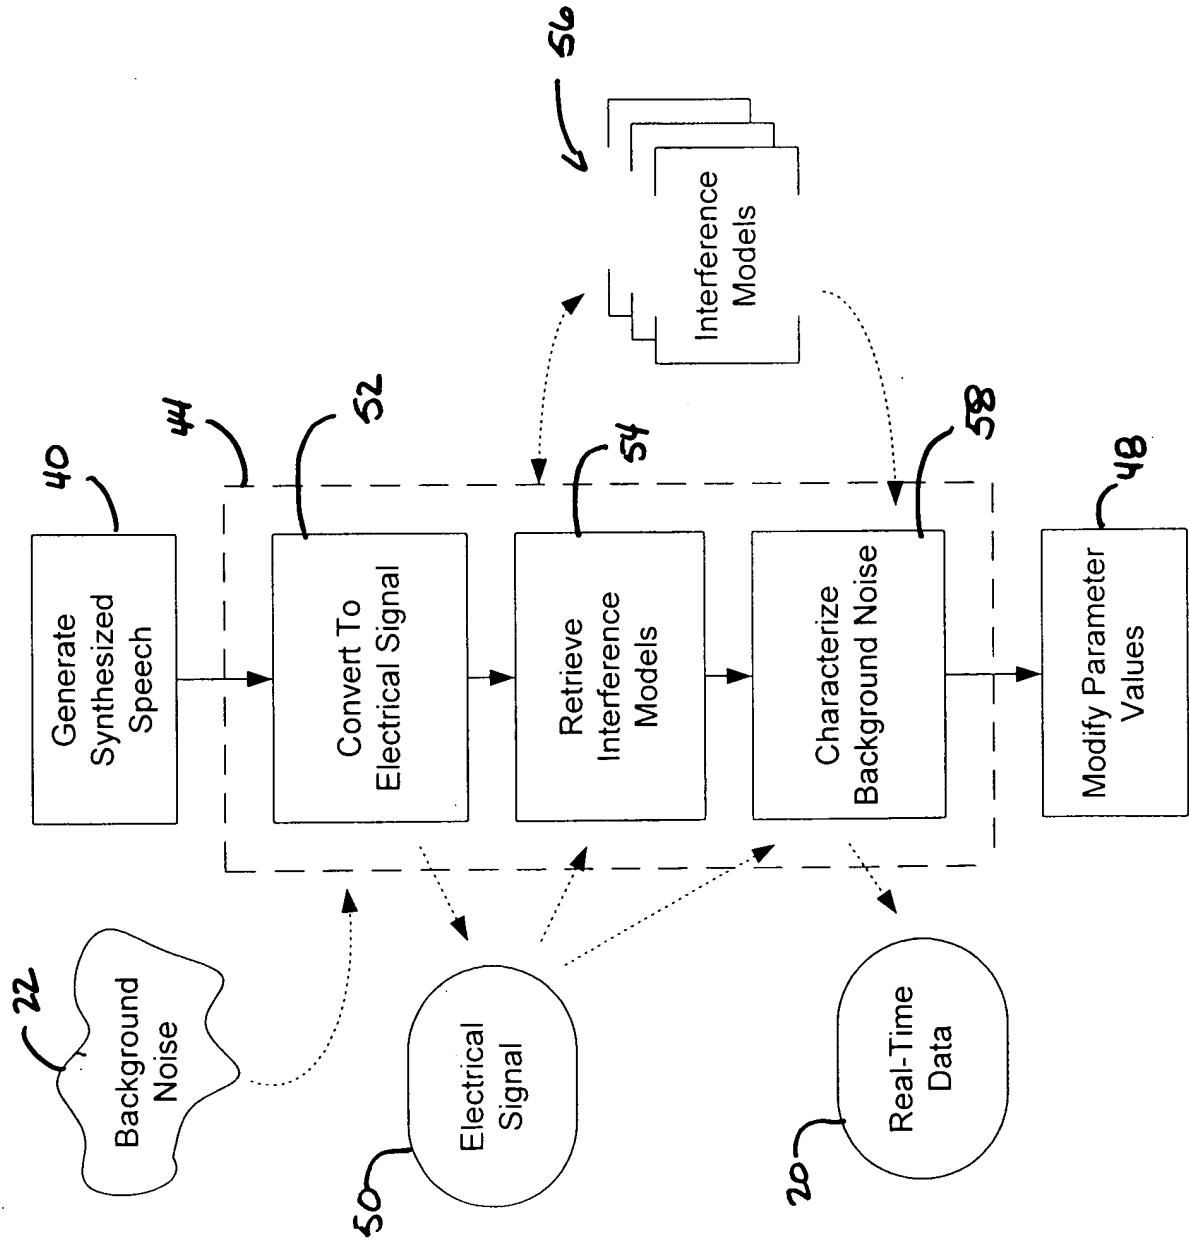 40
Generate
Synthesized
Speech
44
22
Background
Noise
52
Convert To
Electrical Signal
50
Electrical
Signal
54
Retrieve
Interference
Models
56
Interference
Models
58
Characterize
Background Noise
20
Real-Time
Data
48
Modify Parameter
Values